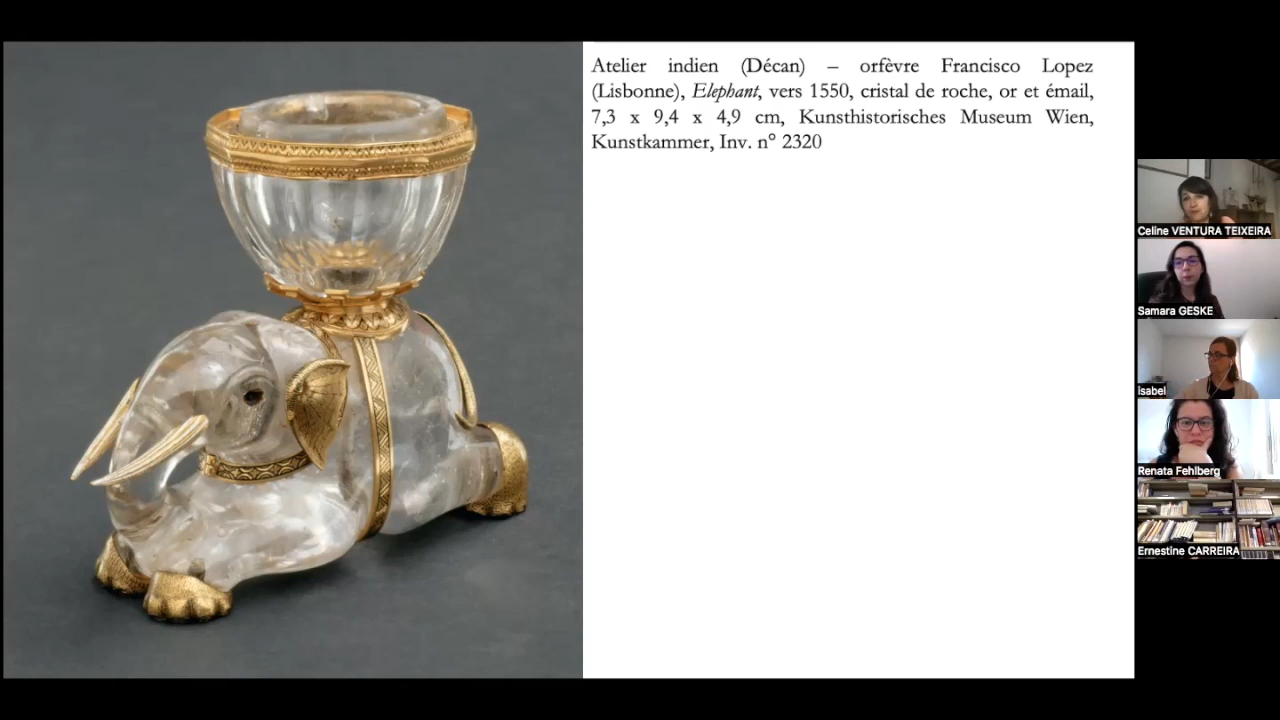 Atelier indien (Décan) – orfèvre Francisco Lopez
(Lisbonne), Elephant, vers 1550, cristal de roche, or et émail,
7,3 x 9,4 x 4,9 cm, Kunsthistorisches Museum Wien,
Kunstkammer, Inv. n° 2320
Celine VENTURA TEIXEIRA
Samara GESKE
isabel
Renata Fehlberg
Ernestine CARREIRA